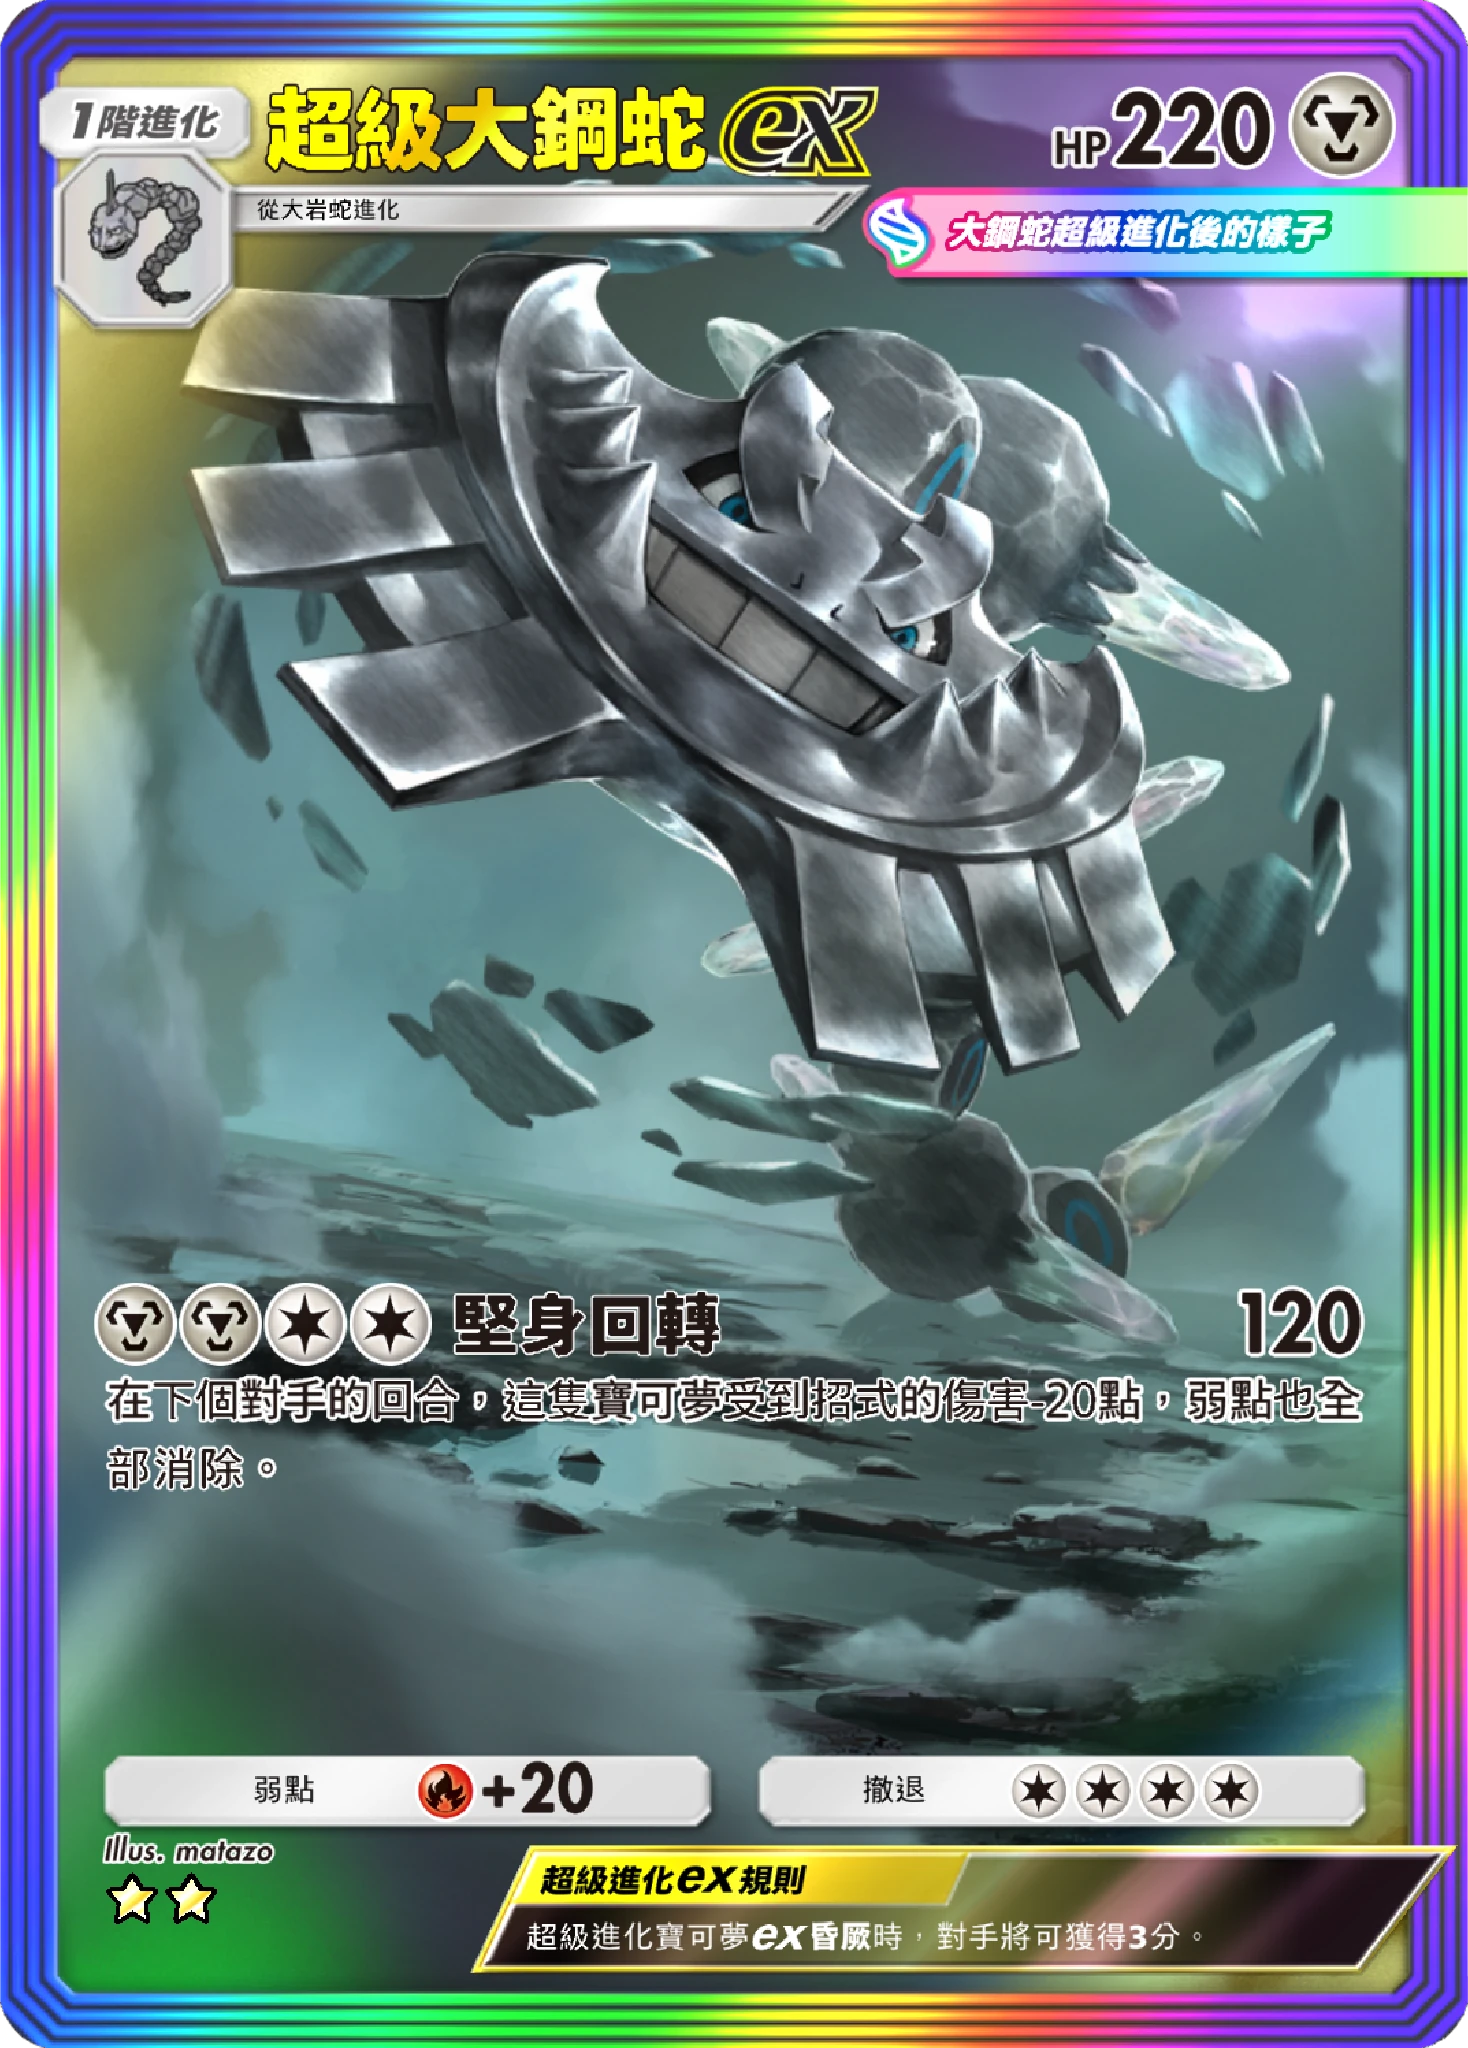 1階進化
超級大鋼蛇ex
HP220
從大岩蛇進化
大鋼蛇超級進化後的樣子
堅身回轉 120
在下個對手的回合，這隻寶可夢受到招式的傷害-20點，弱點也全
部消除。
弱點 +20
撤退
Illus. matazo
超級進化ex規則
超級進化寶可夢ex昏厥時，對手將可獲得3分。